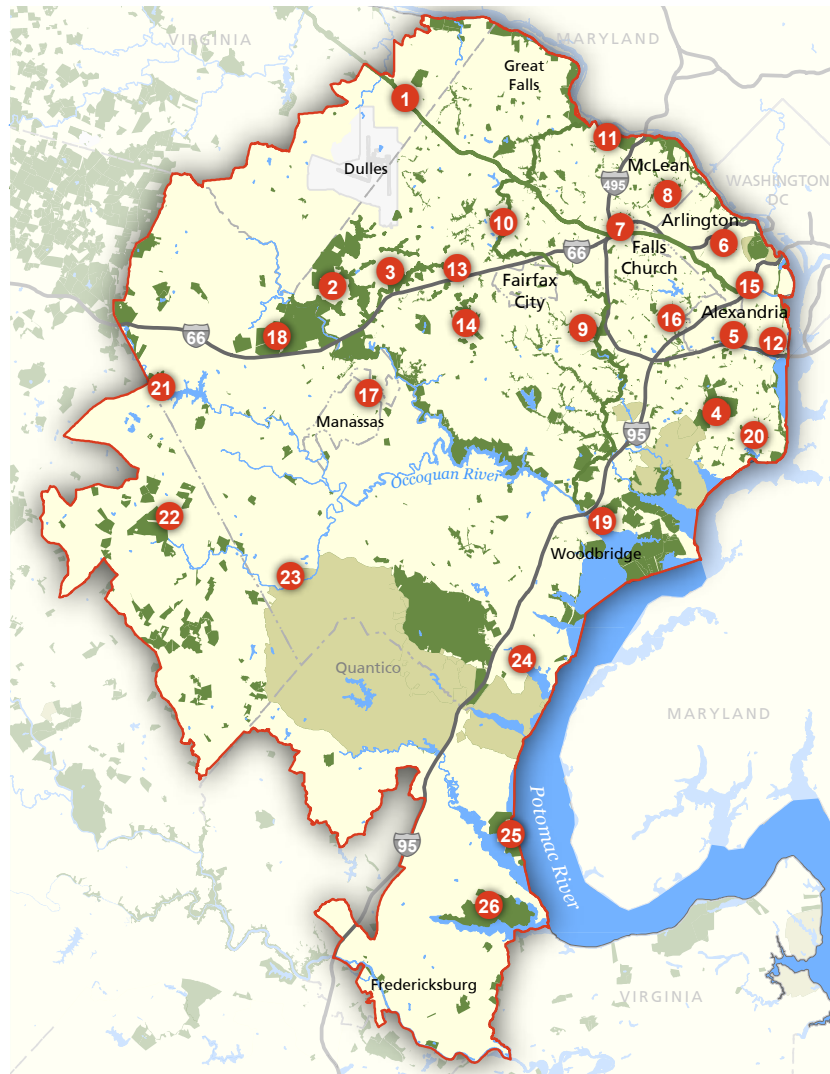 VIRGINIA
MARYLAND
Great
Falls
1
11
McLean
Dulles
495
8
WASHINGTON
DC
Arlington
10
7
6
Falls
Church
66
3
13
2
Fairfax
City
15
Alexandria
14
16
9
5
12
18
66
21
17
Manassas
4
95
20
Occoquan River
22
19
Woodbridge
23
24
Quantico
MARYLAND
Potomac River
25
95
26
Fredericksburg
VIRGINIA